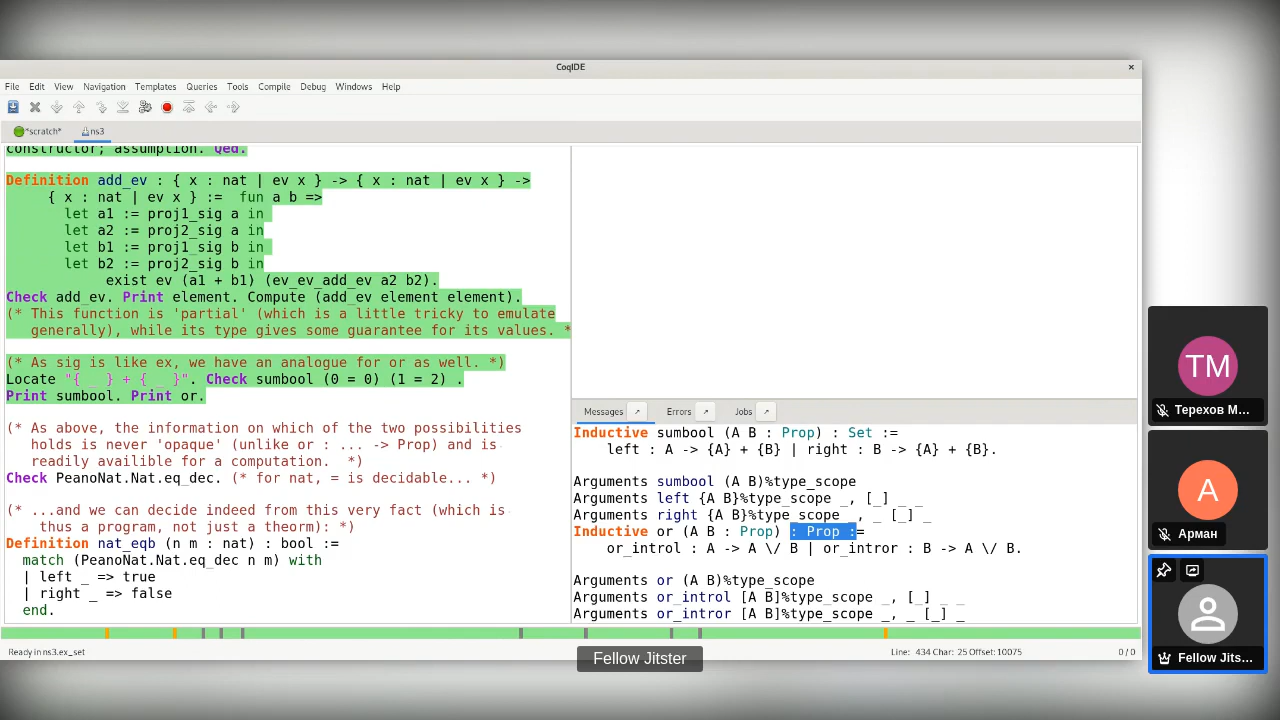 CoqIDE
File Edit View Navigation Templates Queries Tools Compile Debug Windows Help
*scratch* ns3
constructor; assumption. Qed.
Definition add_ev : { x : nat | ev x } -> { x : nat | ev x } ->
{ x : nat | ev x } := fun a b =>
let a1 := proj1_sig a in
let a2 := proj2_sig a in
let b1 := proj1_sig b in
let b2 := proj2_sig b in
exist ev (a1 + b1) (ev_ev_add_ev a2 b2).
Check add_ev. Print element. Compute (add_ev element element).
(* This function is 'partial' (which is a little tricky to emulate
generally), while its type gives some guarantee for its values. *
(* As sig is like ex, we have an analogue for or as well. *)
Locate "{ _ } + { _ }". Check sumbool (0 = 0) (1 = 2) .
Print sumbool. Print or.
(* As above, the information on which of the two possibilities
holds is never 'opaque' (unlike or : ... -> Prop) and is
readily availible for a computation. *)
Check PeanoNat.Nat.eq_dec. (* for nat, = is decidable... *)
(* ...and we can decide indeed from this very fact (which is
thus a program, not just a theorm): *)
Definition nat_eqb (n m : nat) : bool :=
match (PeanoNat.Nat.eq_dec n m) with
| left _ => true
| right _ => false
end.
Messages Errors Jobs
Inductive sumbool (A B : Prop) : Set :=
left : A -> {A} + {B} | right : B -> {A} + {B}.
Arguments sumbool (A B)%type_scope
Arguments left {A B}%type_scope _, [_] _ _
Arguments right {A B}%type_scope _, _ [_] _
Inductive or (A B : Prop) : Prop :=
or_introl : A -> A \/ B | or_intror : B -> A \/ B.
Arguments or (A B)%type_scope
Arguments or_introl [A B]%type_scope _, [_] _ _
Arguments or_intror [A B]%type_scope _, _ [_] _
Ready in ns3.ex_set
Line: 434 Char: 25 Offset: 10075
0 / 0
Fellow Jitster
TM
Терехов М...
A
Арман
Fellow Jits...